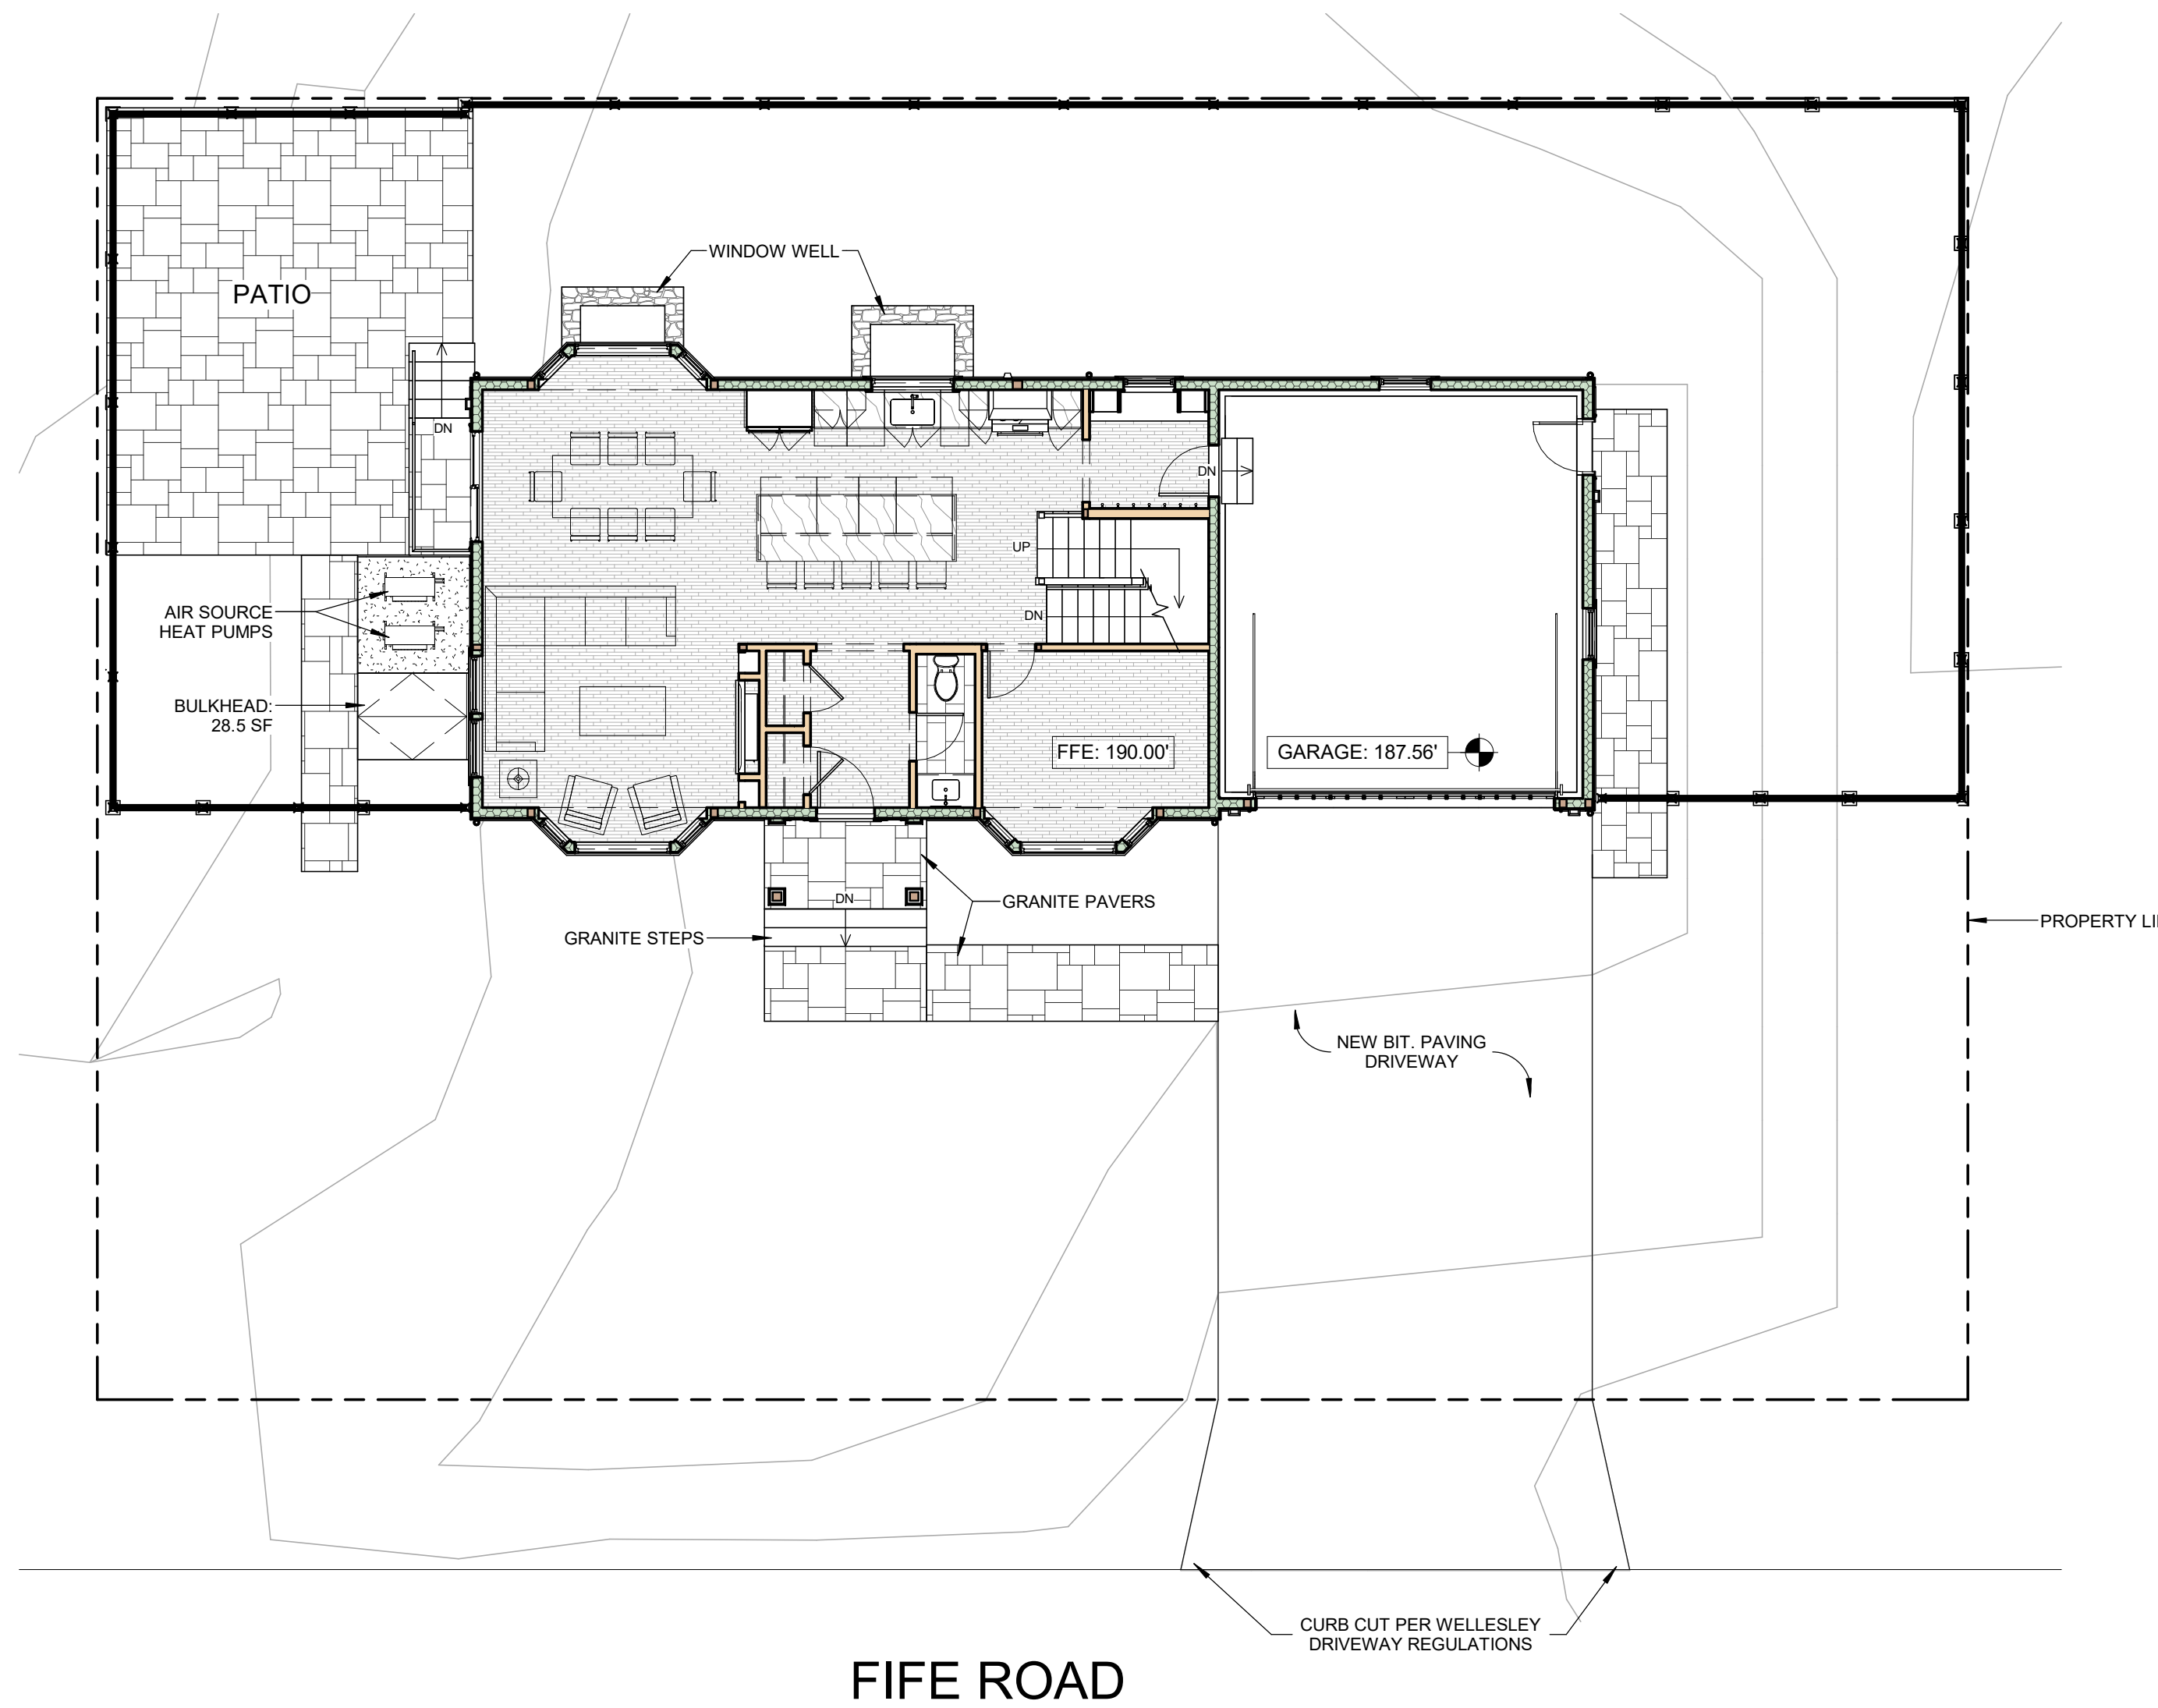 WINDOW WELL
PATIO
DN
DN
UP
DN
AIR SOURCE
HEAT PUMPS
BULKHEAD:
28.5 SF
FFE: 190.00'
GARAGE: 187.56'
DN
GRANITE PAVERS
GRANITE STEPS
PROPERTY LI
NEW BIT. PAVING
DRIVEWAY
CURB CUT PER WELLESLEY
DRIVEWAY REGULATIONS
FIFE ROAD